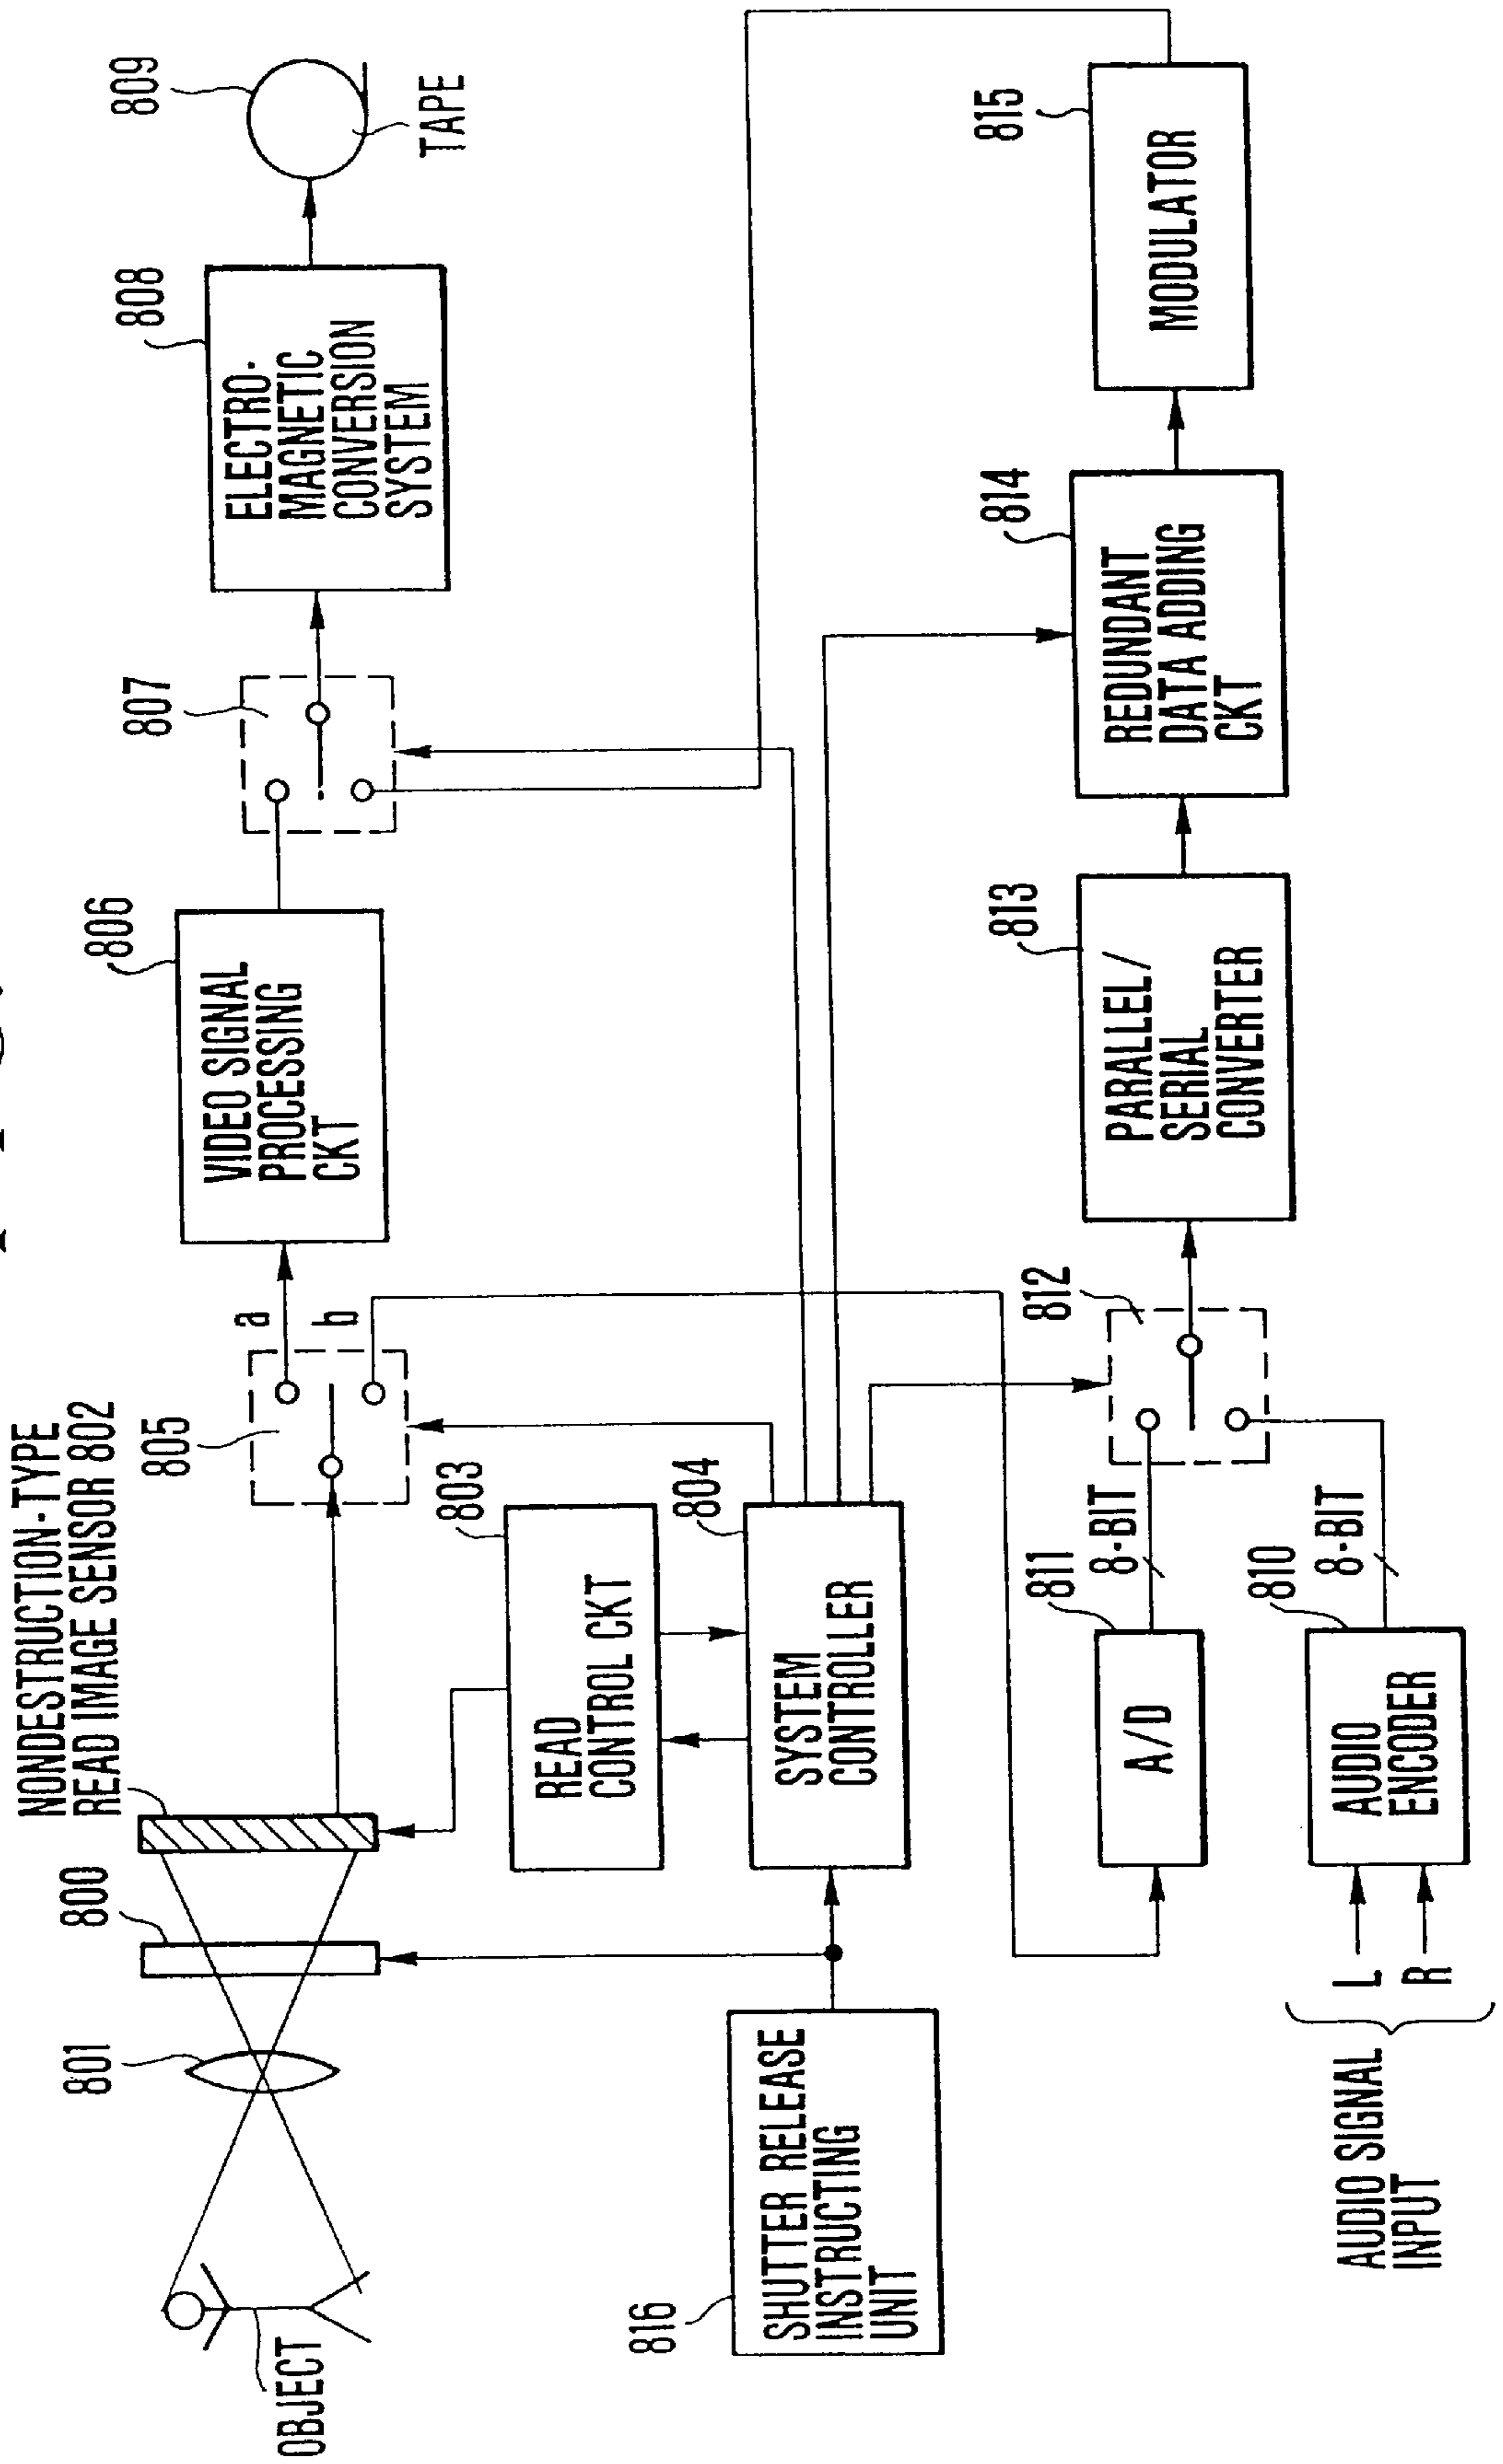 NONDESTRUCTION-TYPE
READ IMAGE SENSOR 802
OBJECT
801
800
805
a
b
806
VIDEO SIGNAL
PROCESSING
CKT
807
808
ELECTRO-
MAGNETIC
CONVERSION
SYSTEM
809
TAPE
803
READ
CONTROL CKT
804
SYSTEM
CONTROLLER
816
SHUTTER RELEASE
INSTRUCTING
UNIT
811
A/D
8-BIT
812
813
PARALLEL/
SERIAL
CONVERTER
814
REDUNDANT
DATA ADDING
CKT
815
MODULATOR
AUDIO SIGNAL
INPUT
L
R
810
AUDIO
ENCODER
8-BIT